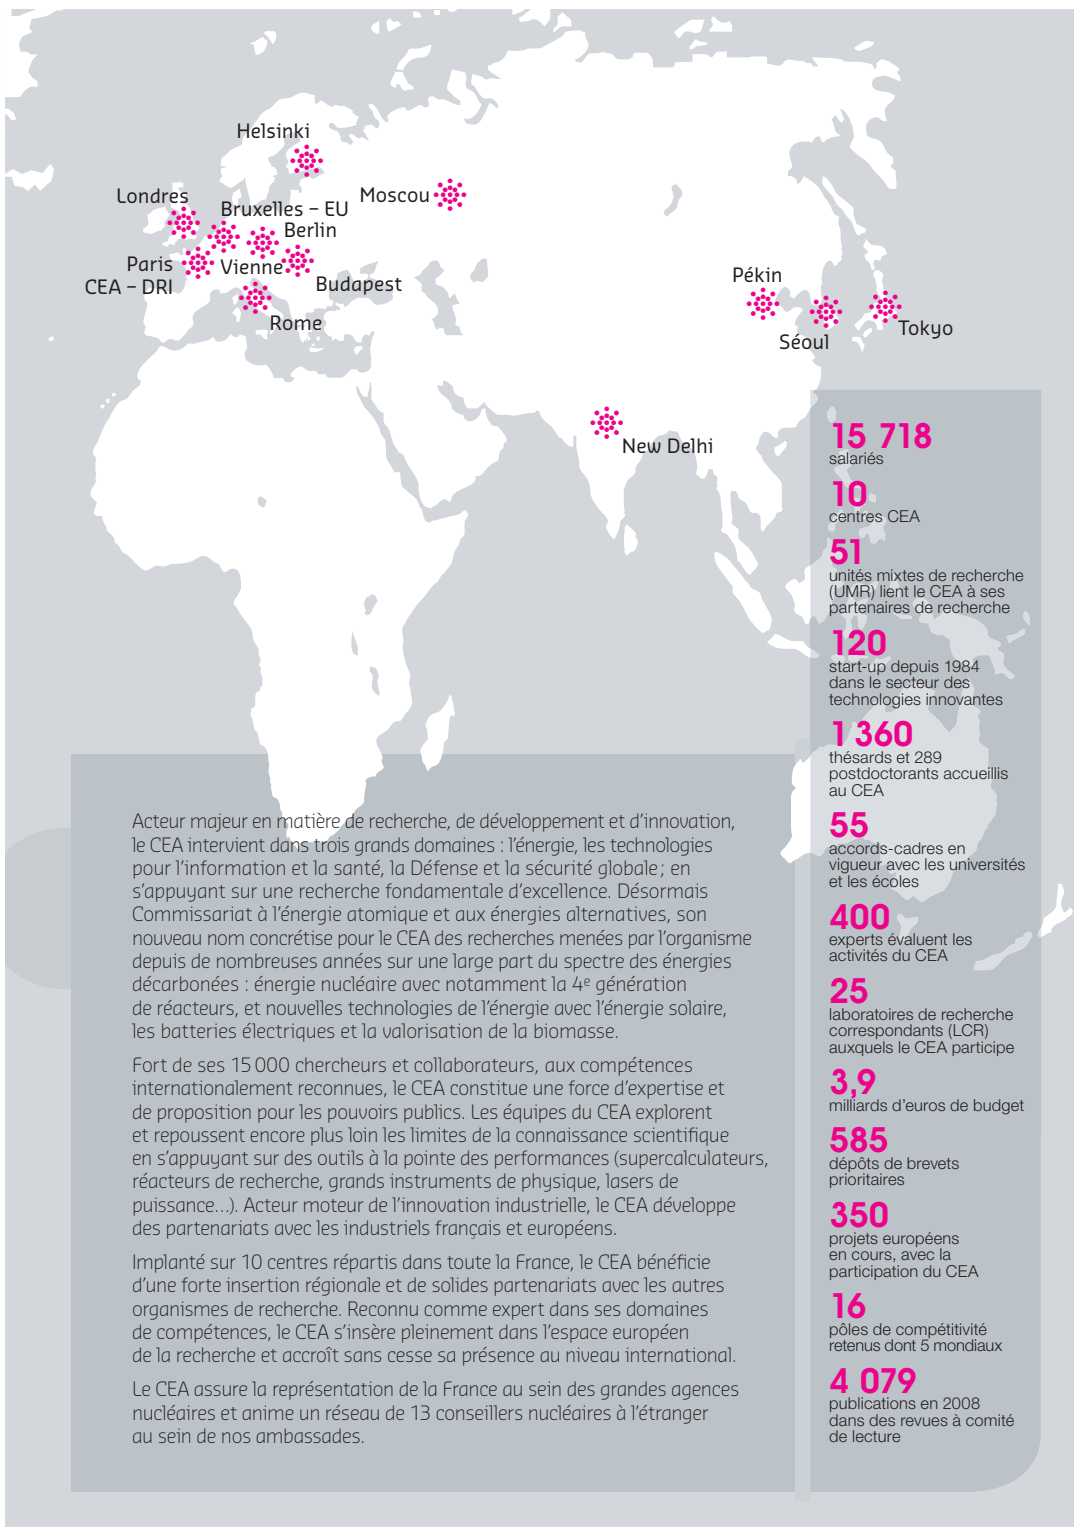 Helsinki
Londres
Moscou
Bruxelles – EU
Berlin
Paris
CEA – DRI
Vienne
Budapest
Rome
Pékin
Séoul
Tokyo
New Delhi
Acteur majeur en matière de recherche, de développement et d’innovation,
le CEA intervient dans trois grands domaines : l’énergie, les technologies
pour l’information et la santé, la Défense et la sécurité globale ; en
s’appuyant sur une recherche fondamentale d’excellence. Désormais
Commissariat à l’énergie atomique et aux énergies alternatives, son
nouveau nom concrétise pour le CEA des recherches menées par l’organisme
depuis de nombreuses années sur une large part du spectre des énergies
décarbonées : énergie nucléaire avec notamment la 4e génération
de réacteurs, et nouvelles technologies de l’énergie avec l’énergie solaire,
les batteries électriques et la valorisation de la biomasse.
Fort de ses 15 000 chercheurs et collaborateurs, aux compétences
internationalement reconnues, le CEA constitue une force d’expertise et
de proposition pour les pouvoirs publics. Les équipes du CEA explorent
et repoussent encore plus loin les limites de la connaissance scientifique
en s’appuyant sur des outils à la pointe des performances (supercalculateurs,
réacteurs de recherche, grands instruments de physique, lasers de
puissance...). Acteur moteur de l’innovation industrielle, le CEA développe
des partenariats avec les industriels français et européens.
Implanté sur 10 centres répartis dans toute la France, le CEA bénéficie
d’une forte insertion régionale et de solides partenariats avec les autres
organismes de recherche. Reconnu comme expert dans ses domaines
de compétences, le CEA s’insère pleinement dans l’espace européen
de la recherche et accroît sans cesse sa présence au niveau international.
Le CEA assure la représentation de la France au sein des grandes agences
nucléaires et anime un réseau de 13 conseillers nucléaires à l’étranger
au sein de nos ambassades.
15 718
salariés
10
centres CEA
51
unités mixtes de recherche
(UMR) lient le CEA à ses
partenaires de recherche
120
start-up depuis 1984
dans le secteur des
technologies innovantes
1 360
thésards et 289
postdoctorants accueillis
au CEA
55
accords-cadres en
vigueur avec les universités
et les écoles
400
experts évaluent les
activités du CEA
25
laboratoires de recherche
correspondants (LCR)
auxquels le CEA participe
3,9
milliards d’euros de budget
585
dépôts de brevets
prioritaires
350
projets européens
en cours, avec la
participation du CEA
16
pôles de compétitivité
retenus dont 5 mondiaux
4 079
publications en 2008
dans des revues à comité
de lecture